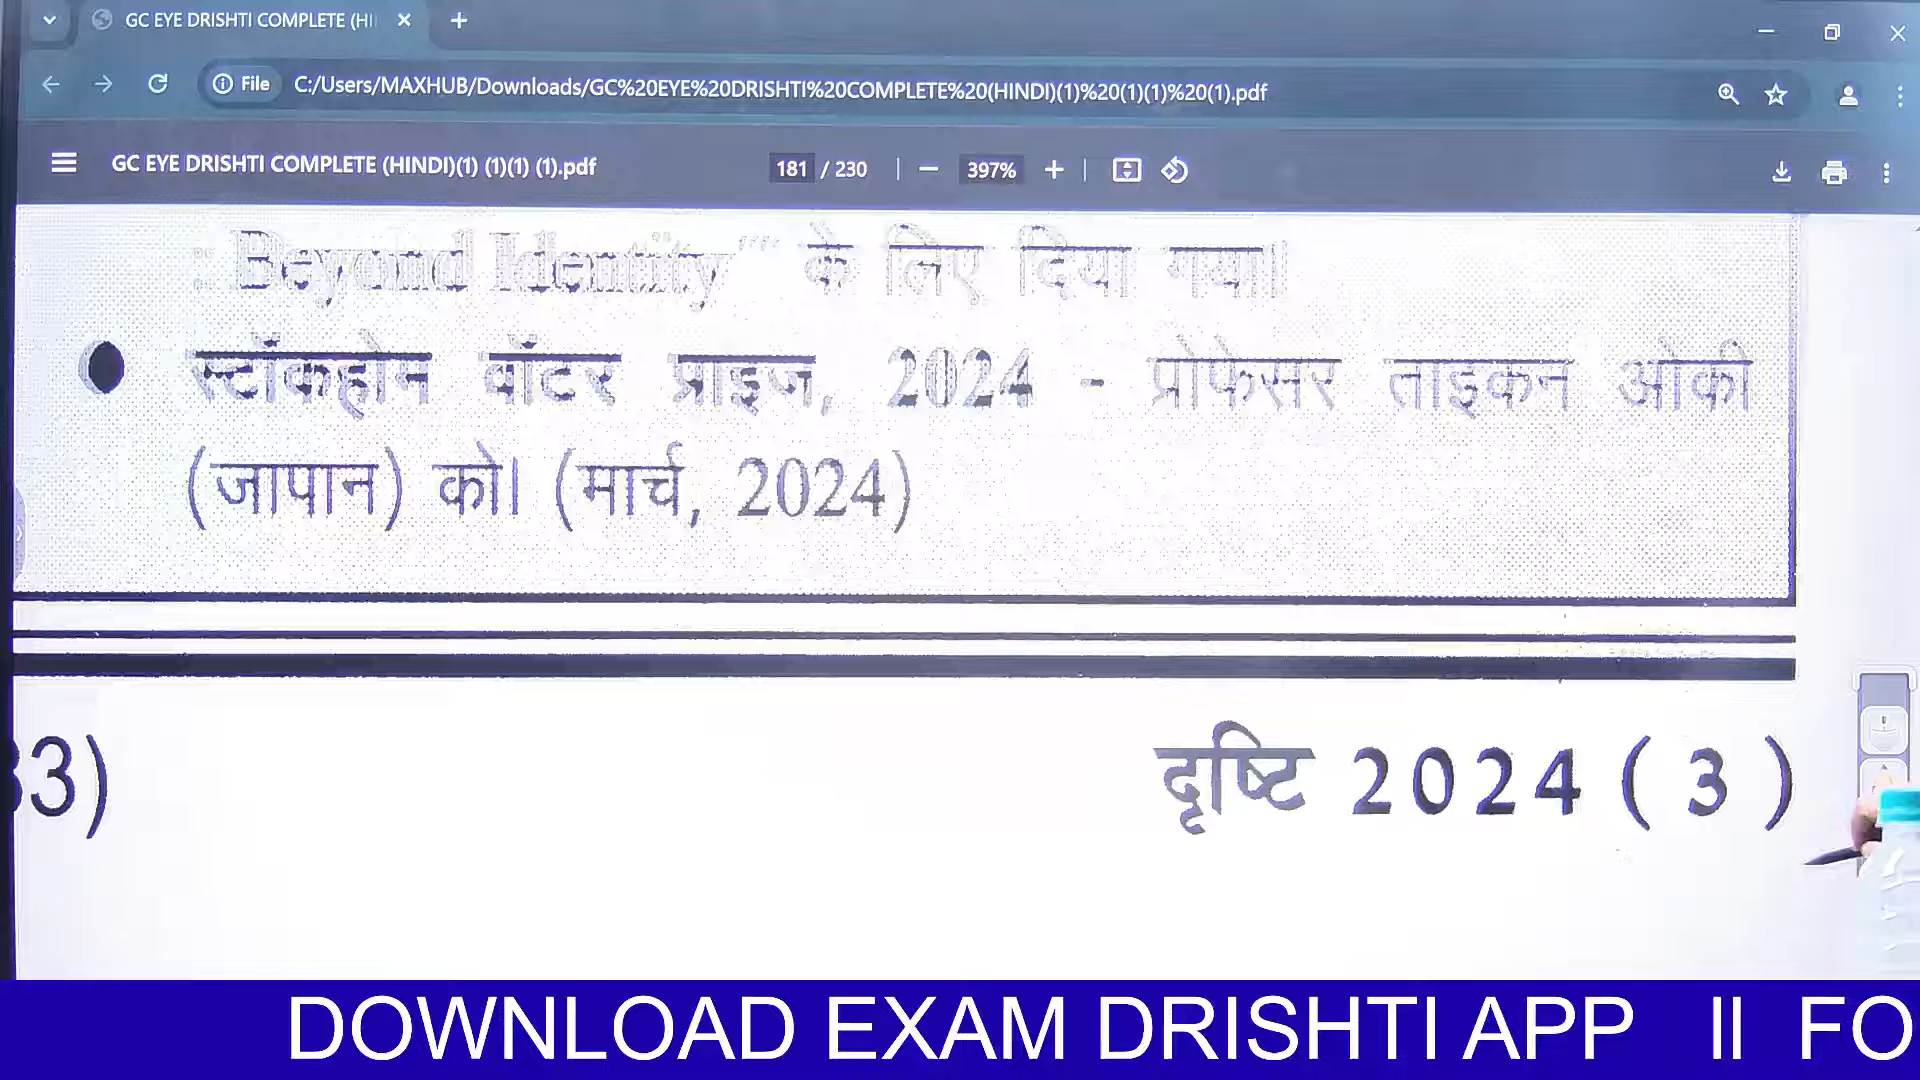 GC EYE DRISHTI COMPLETE (HI
File C:/Users/MAXHUB/Downloads/GC%20EYE%20DRISHTI%20COMPLETE%20(HINDI)(1)%20(1)(1)%20(1).pdf
GC EYE DRISHTI COMPLETE (HINDI)(1) (1)(1) (1).pdf 181 / 230 397%
Beyond Identity" के लिए दिया गया।
स्टॉकहोम वॉटर प्राइज, 2024 - प्रोफेसर ताइकन ओकी
(जापान) को। (मार्च, 2024)
33) दृष्टि 2024 ( 3 )
DOWNLOAD EXAM DRISHTI APP II FO